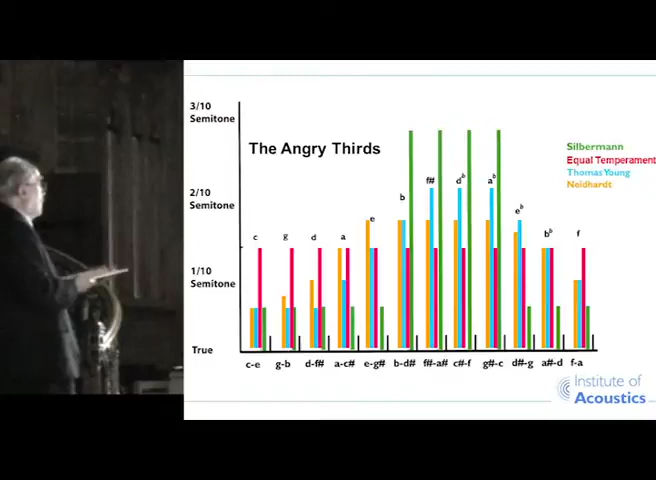 3/10
Semitone
The Angry Thirds
Silbermann
Equal Temperament
Thomas Young
Neidhardt
2/10
Semitone
c g d a e b f# d♭ a♭ e♭ b♭ f
1/10
Semitone
True
c-e g-b d-f# a-c# e-g# b-d# f#-a# c#-f g#-c d#-g a#-d f-a
Institute of
Acoustics